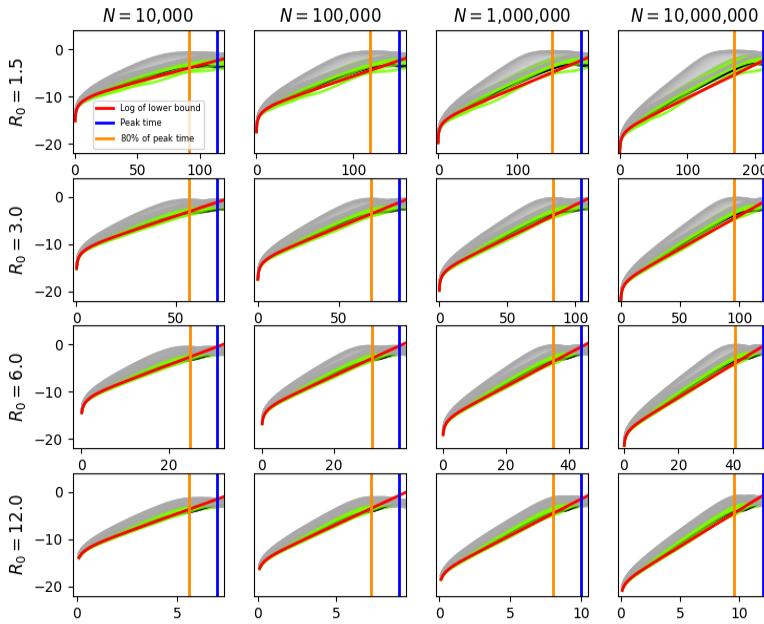 N = 10,000 N = 100,000 N = 1,000,000 N = 10,000,000
R₀ = 1.5
0
−10
−20
Log of lower bound
Peak time
80% of peak time
0 50 100 0 100 0 100 0 100 200
R₀ = 3.0
0
−10
−20
0 50 0 50 0 50 100 0 50 100
R₀ = 6.0
0
−10
−20
0 20 0 20 0 20 40 0 20 40
R₀ = 12.0
0
−10
−20
0 5 0 5 0 5 10 0 5 10